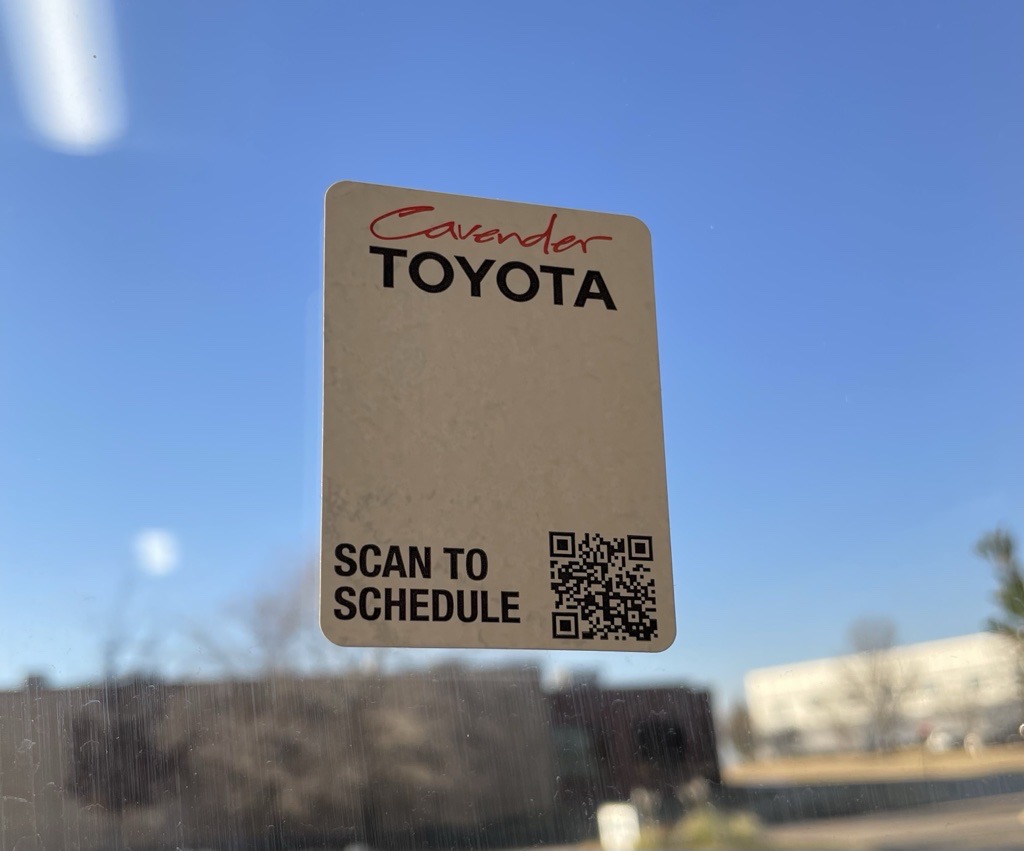 Cavender
TOYOTA
SCAN TO
SCHEDULE